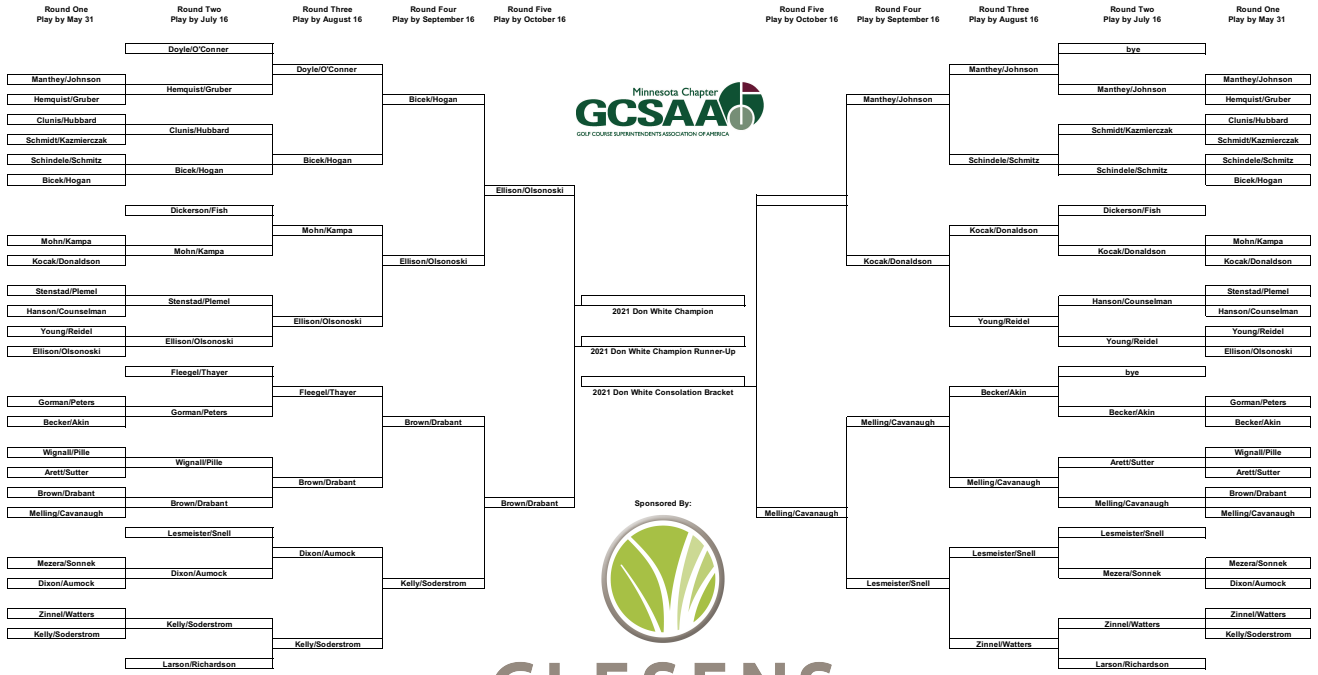 Round One Round Two Round Three Round Four Round Five Round Five Round Four Round Three Round Two Round One
Play by May 31 Play by July 16 Play by August 16 Play by September 16 Play by October 16 Play by October 16 Play by September 16 Play by August 16 Play by July 16 Play by May 31
Doyle/O'Conner bye
Doyle/O'Conner Manthey/Johnson
Manthey/Johnson Manthey/Johnson
Hemquist/Gruber Manthey/Johnson
Minnesota Chapter
Hemquist/Gruber Bicek/Hogan Manthey/Johnson Hemquist/Gruber
GCSAA
Clunis/Hubbard Clunis/Hubbard
Clunis/Hubbard Schmidt/Kazmierczak
GOLF COURSE SUPERINTENDENTS ASSOCIATION OF AMERICA
Schmidt/Kazmierczak Schmidt/Kazmierczak
Schindele/Schmitz Bicek/Hogan Schindele/Schmitz Schindele/Schmitz
Bicek/Hogan Schindele/Schmitz
Bicek/Hogan Bicek/Hogan
Ellison/Olsonoski
Dickerson/Fish Dickerson/Fish
Mohn/Kampa Kocak/Donaldson
Mohn/Kampa Mohn/Kampa
Mohn/Kampa Kocak/Donaldson
Kocak/Donaldson Ellison/Olsonoski Kocak/Donaldson Kocak/Donaldson
Stenstad/Plemel Stenstad/Plemel
Stenstad/Plemel Hanson/Counselman
Hanson/Counselman 2021 Don White Champion Hanson/Counselman
Ellison/Olsonoski Young/Reidel
Young/Reidel Young/Reidel
Ellison/Olsonoski Young/Reidel
Ellison/Olsonoski 2021 Don White Champion Runner-Up Ellison/Olsonoski
Fleegel/Thayer bye
Fleegel/Thayer 2021 Don White Consolation Bracket Becker/Akin
Gorman/Peters Gorman/Peters
Gorman/Peters Becker/Akin
Becker/Akin Brown/Drabant Melling/Cavanaugh Becker/Akin
Wignall/Pille Wignall/Pille
Wignall/Pille Arett/Sutter
Arett/Sutter Arett/Sutter
Brown/Drabant Melling/Cavanaugh
Brown/Drabant Brown/Drabant
Brown/Drabant Brown/Drabant Sponsored By: Melling/Cavanaugh
Melling/Cavanaugh Melling/Cavanaugh Melling/Cavanaugh
Lesmeister/Snell Lesmeister/Snell
Dixon/Aumock Lesmeister/Snell
Mezera/Sonnek Mezera/Sonnek
Dixon/Aumock Mezera/Sonnek
Dixon/Aumock Kelly/Soderstrom Lesmeister/Snell Dixon/Aumock
Zinnel/Watters Zinnel/Watters
Kelly/Soderstrom Zinnel/Watters
Kelly/Soderstrom Kelly/Soderstrom
Kelly/Soderstrom Zinnel/Watters
Larson/Richardson Larson/Richardson